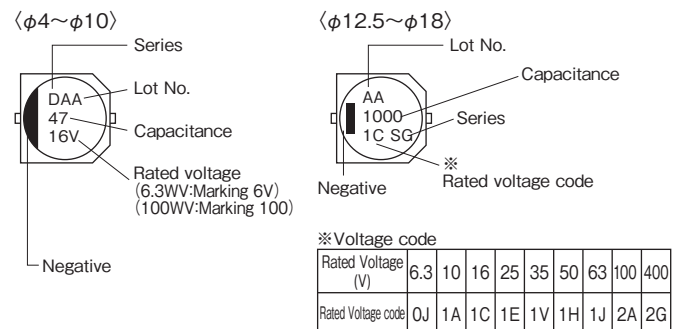 〈φ4～φ10〉
Series
DAA
Lot No.
47
Capacitance
16V
Rated voltage
(6.3WV:Marking 6V)
(100WV:Marking 100)
Negative
〈φ12.5～φ18〉
Lot No.
Capacitance
AA
1000
Series
1C SG
※
Rated voltage code
Negative
※Voltage code
Rated Voltage (V) 6.3 10 16 25 35 50 63 100 400
Rated Voltage code 0J 1A 1C 1E 1V 1H 1J 2A 2G